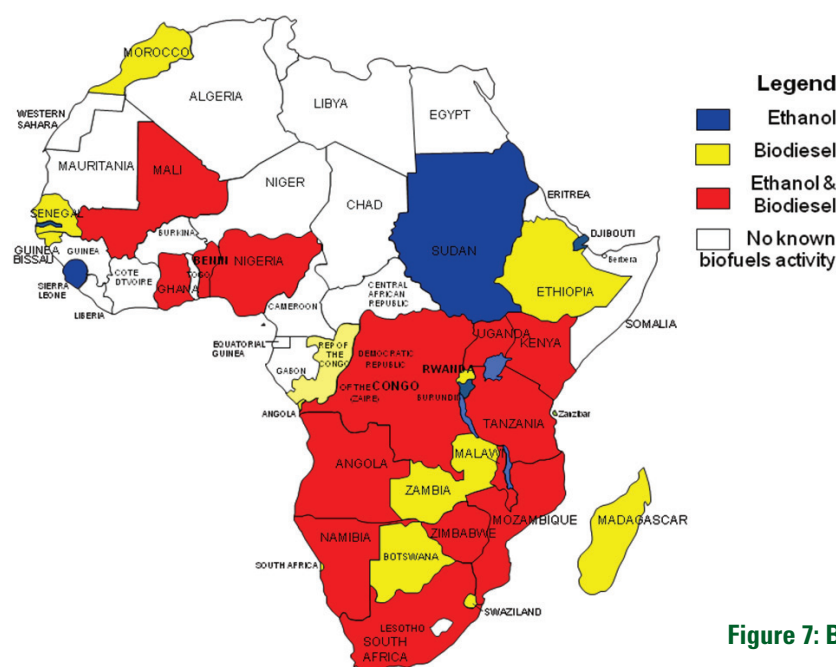 MOROCCO
ALGERIA
LIBYA
EGYPT
WESTERN
SAHARA
MAURITANIA
MALI
NIGER
CHAD
SUDAN
ERITREA
DJIBOUTI
Berbera
SENEGAL
GUINEA
BISSAU
GUINEA
BURKINA
BENIN
NIGERIA
TOGO
GHANA
COTE
D'TVOIRE
SIERRA
LEONE
LIBERIA
CENTRAL
AFRICAN
REPUBLIC
CAMEROON
ETHIOPIA
SOMALIA
EQUATORIAL
GUINEA
GABON
REP OF
THE
CONGO
DEMOCRATIC
REPUBLIC
OF THE CONGO
(ZAIRE)
UGANDA
KENYA
RWANDA
BURUNDI
TANZANIA
Zanzibar
ANGOLA
ANGOLA
ZAMBIA
MALAWI
MOZAMBIQUE
ZIMBABWE
MADAGASCAR
NAMIBIA
BOTSWANA
SOUTH AFRICA
SWAZILAND
LESOTHO
SOUTH
AFRICA
Legend
Ethanol
Biodiesel
Ethanol &
Biodiesel
No known
biofuels activity
Figure 7: B